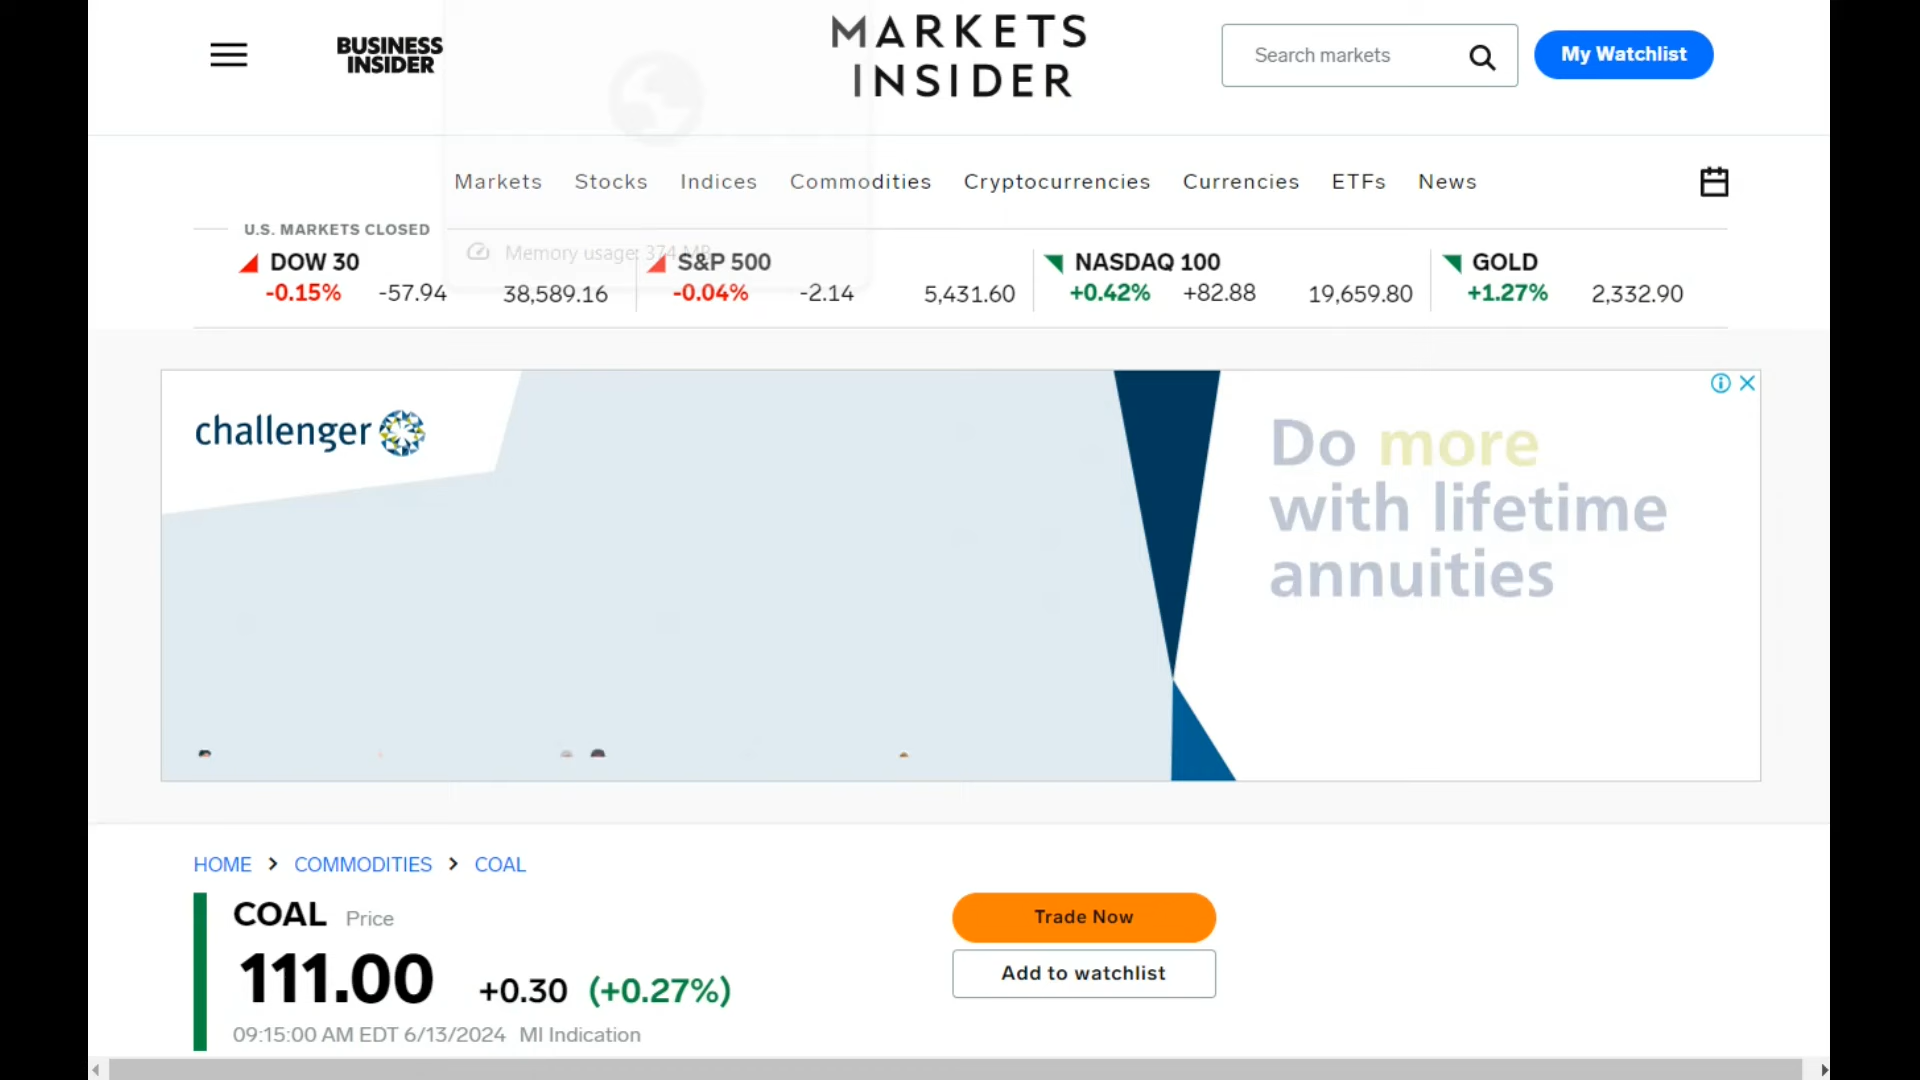 BUSINESS
INSIDER
MARKETS
INSIDER
Search markets
My Watchlist
Markets Stocks Indices Commodities Cryptocurrencies Currencies ETFs News
U.S. MARKETS CLOSED
Memory usage: 374 MB
DOW 30
-0.15% -57.94 38,589.16
S&P 500
-0.04% -2.14 5,431.60
NASDAQ 100
+0.42% +82.88 19,659.80
GOLD
+1.27% 2,332.90
challenger
Do more
with lifetime
annuities
HOME > COMMODITIES > COAL
COAL Price
111.00 +0.30 (+0.27%)
09:15:00 AM EDT 6/13/2024 MI Indication
Trade Now
Add to watchlist